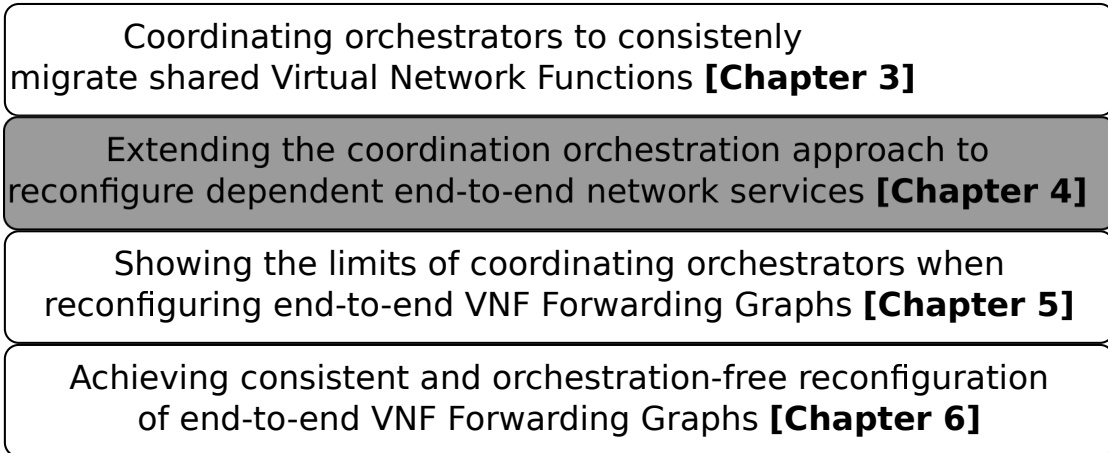 Coordinating orchestrators to consistenly
migrate shared Virtual Network Functions [Chapter 3]
Extending the coordination orchestration approach to
reconfigure dependent end-to-end network services [Chapter 4]
Showing the limits of coordinating orchestrators when
reconfiguring end-to-end VNF Forwarding Graphs [Chapter 5]
Achieving consistent and orchestration-free reconfiguration
of end-to-end VNF Forwarding Graphs [Chapter 6]